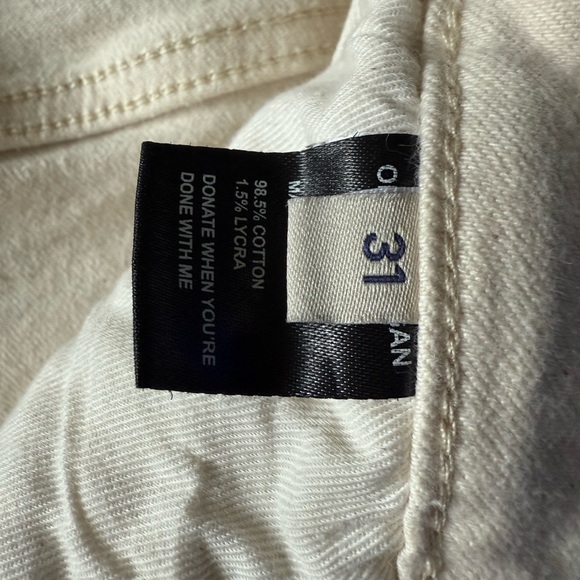 98.5% COTTON
1.5% LYCRA
DONATE WHEN YOU'RE
DONE WITH ME
31